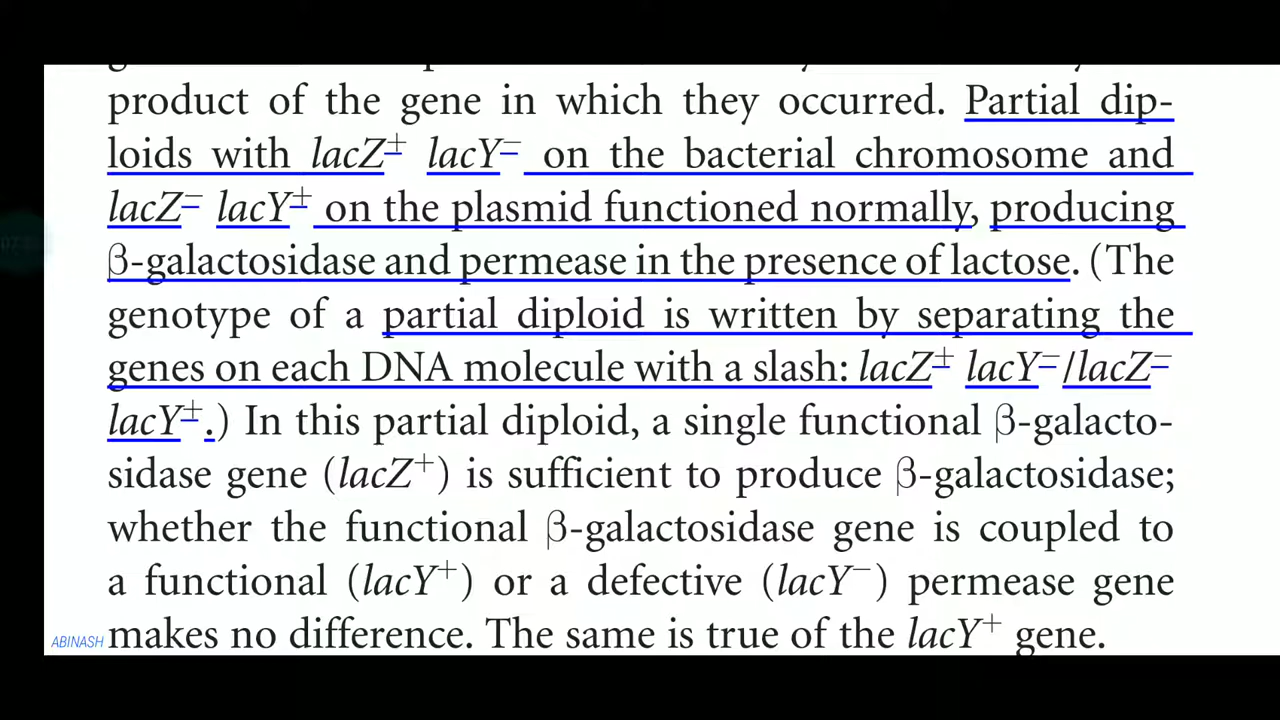 product of the gene in which they occurred. Partial dip-
loids with lacZ⁺ lacY⁻ on the bacterial chromosome and
lacZ⁻ lacY⁺ on the plasmid functioned normally, producing
β-galactosidase and permease in the presence of lactose. (The
genotype of a partial diploid is written by separating the
genes on each DNA molecule with a slash: lacZ⁺ lacY⁻/lacZ⁻
lacY⁺.) In this partial diploid, a single functional β-galacto-
sidase gene (lacZ⁺) is sufficient to produce β-galactosidase;
whether the functional β-galactosidase gene is coupled to
a functional (lacY⁺) or a defective (lacY⁻) permease gene
ABINASH makes no difference. The same is true of the lacY⁺ gene.